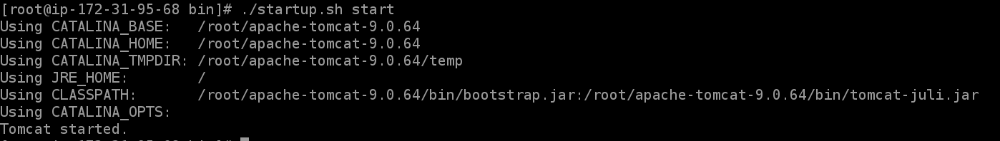 [root@ip-172-31-95-68 bin]# ./startup.sh start
Using CATALINA_BASE:   /root/apache-tomcat-9.0.64
Using CATALINA_HOME:   /root/apache-tomcat-9.0.64
Using CATALINA_TMPDIR: /root/apache-tomcat-9.0.64/temp
Using JRE_HOME:        /
Using CLASSPATH:       /root/apache-tomcat-9.0.64/bin/bootstrap.jar:/root/apache-tomcat-9.0.64/bin/tomcat-juli.jar
Using CATALINA_OPTS:
Tomcat started.